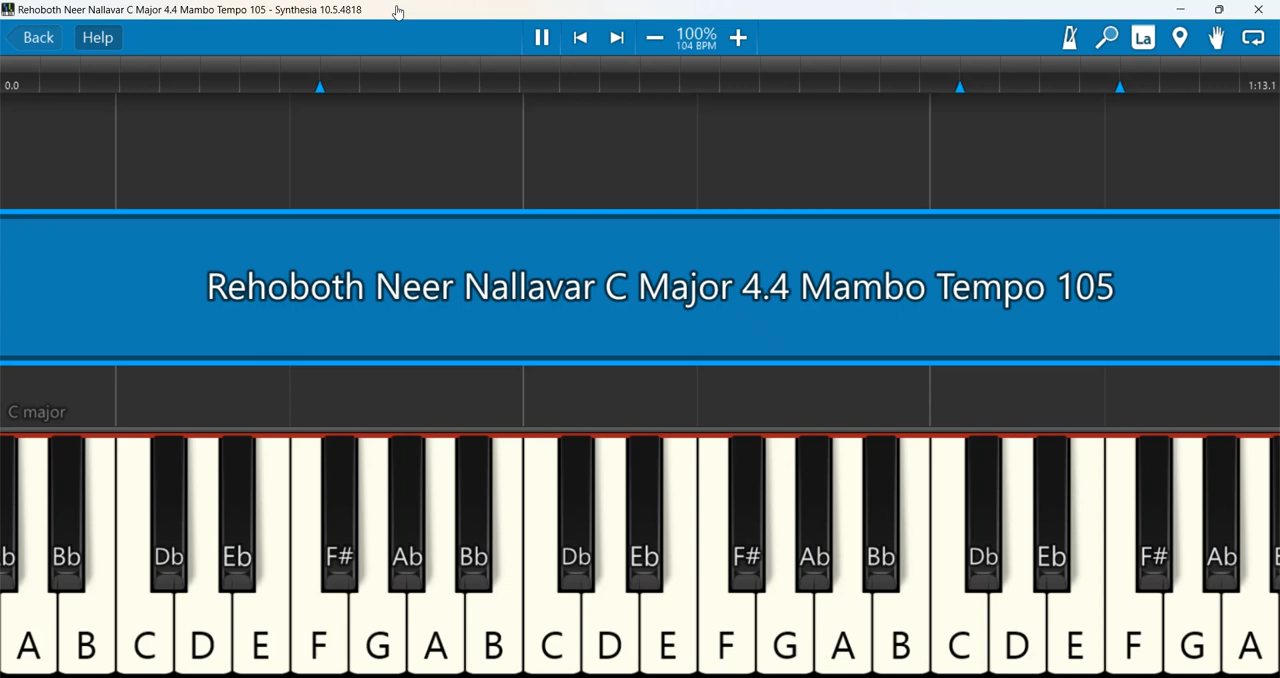 Rehoboth Neer Nallavar C Major 4.4 Mambo Tempo 105 - Synthesia 10.5.4818
Back Help 100%
104 BPM
La
0.0 1:13.1
Rehoboth Neer Nallavar C Major 4.4 Mambo Tempo 105
C major
Bb Db Eb F# Ab Bb Db Eb F# Ab Bb Db Eb F# Ab
A B C D E F G A B C D E F G A B C D E F G A